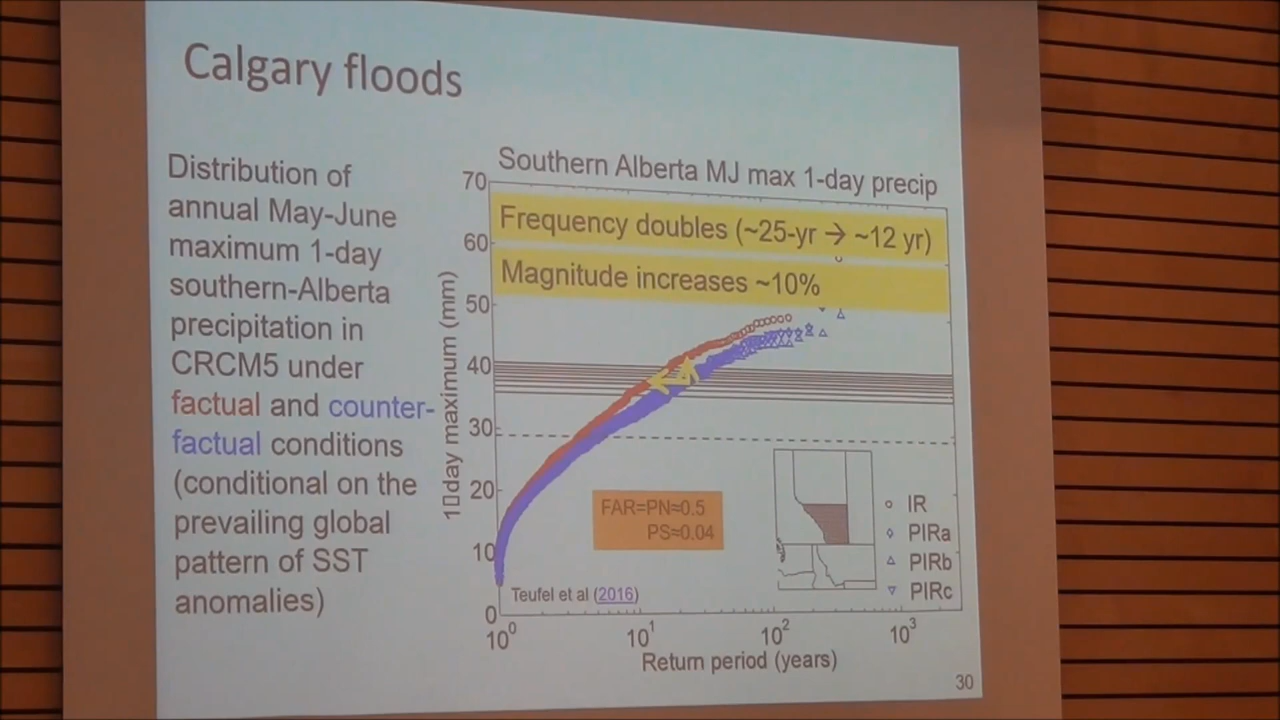 Calgary floods
Distribution of
annual May-June
maximum 1-day
southern-Alberta
precipitation in
CRCM5 under
factual and counter-
factual conditions
(conditional on the
prevailing global
pattern of SST
anomalies)
Southern Alberta MJ max 1-day precip
70
60
50
40
30
20
10
0
1▯day maximum (mm)
Frequency doubles (~25-yr → ~12 yr)
Magnitude increases ~10%
FAR=PN≈0.5
PS≈0.04
IR
PIRa
PIRb
PIRc
Teufel et al (2016)
10⁰ 10¹ 10² 10³
Return period (years)
30